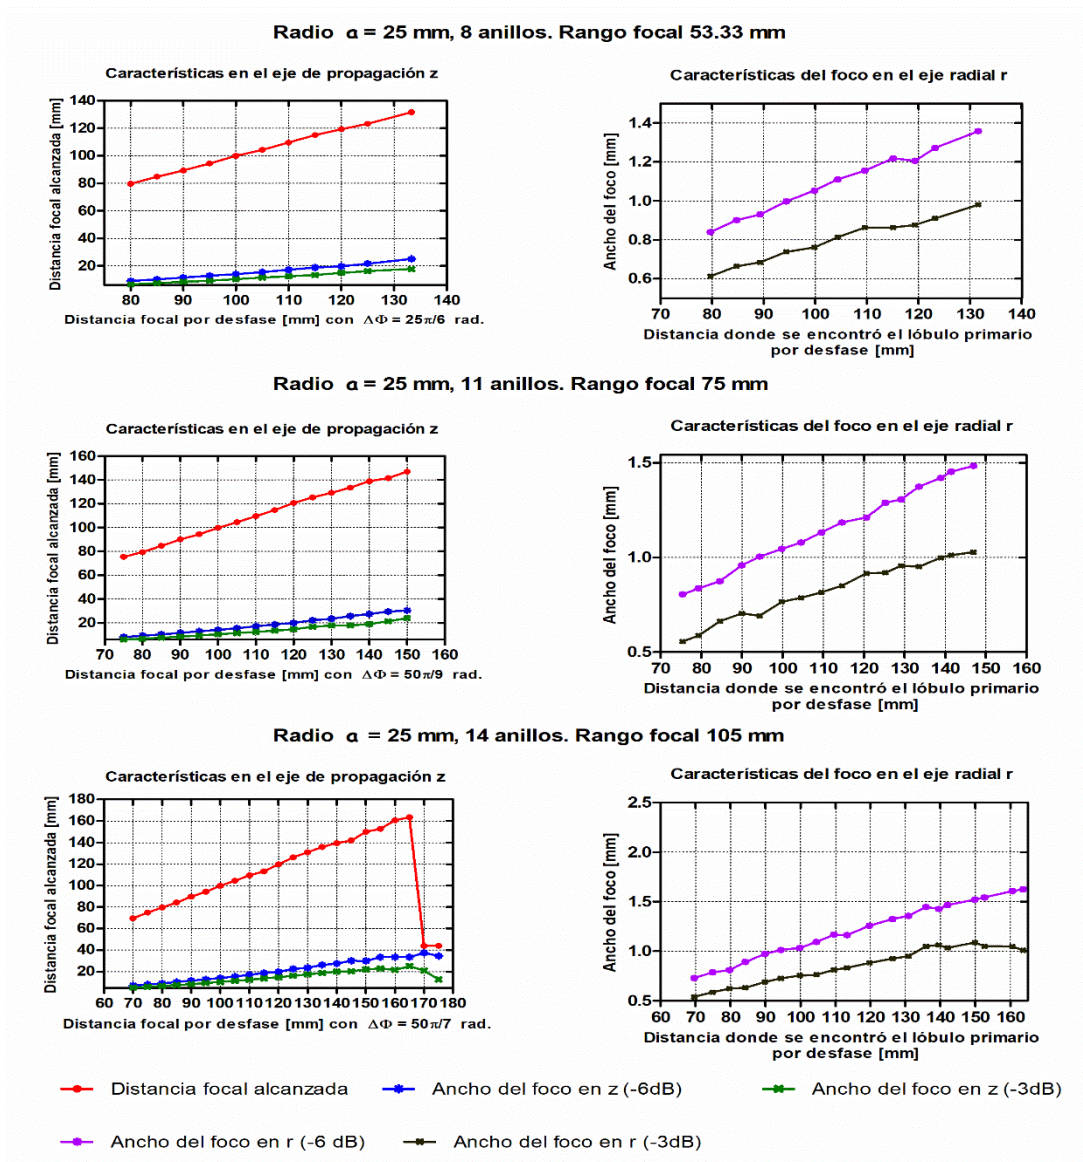 Radio a = 25 mm, 8 anillos. Rango focal 53.33 mm
Características en el eje de propagación z
Distancia focal alcanzada [mm]
140
120
100
80
60
40
20
80 90 100 110 120 130 140
Distancia focal por desfase [mm] con ΔΦ = 25π/6 rad.
Características del foco en el eje radial r
Ancho del foco [mm]
1.4
1.2
1.0
0.8
0.6
70 80 90 100 110 120 130 140
Distancia donde se encontró el lóbulo primario
por desfase [mm]
Radio a = 25 mm, 11 anillos. Rango focal 75 mm
Características en el eje de propagación z
Distancia focal alcanzada [mm]
160
140
120
100
80
60
40
20
70 80 90 100 110 120 130 140 150 160
Distancia focal por desfase [mm] con ΔΦ = 50π/9 rad.
Características del foco en el eje radial r
Ancho del foco [mm]
1.5
1.0
0.5
70 80 90 100 110 120 130 140 150 160
Distancia donde se encontró el lóbulo primario
por desfase [mm]
Radio a = 25 mm, 14 anillos. Rango focal 105 mm
Características en el eje de propagación z
Distancia focal alcanzada [mm]
180
160
140
120
100
80
60
40
20
60 70 80 90 100 110 120 130 140 150 160 170 180
Distancia focal por desfase [mm] con ΔΦ = 50π/7 rad.
Características del foco en el eje radial r
Ancho del foco [mm]
2.5
2.0
1.5
1.0
0.5
60 70 80 90 100 110 120 130 140 150 160
Distancia donde se encontró el lóbulo primario
por desfase [mm]
Distancia focal alcanzada
Ancho del foco en z (-6dB)
Ancho del foco en z (-3dB)
Ancho del foco en r (-6 dB)
Ancho del foco en r (-3dB)